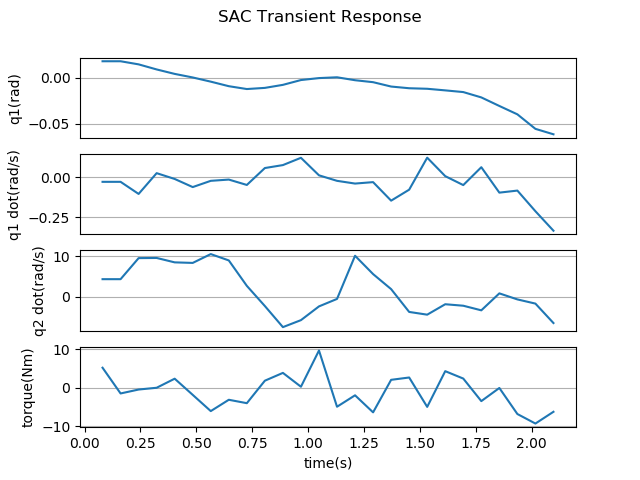 SAC Transient Response
q1(rad)
0.00
−0.05
q1 dot(rad/s)
0.00
−0.25
q2 dot(rad/s)
10
0
torque(Nm)
10
0
−10
0.00 0.25 0.50 0.75 1.00 1.25 1.50 1.75 2.00
time(s)